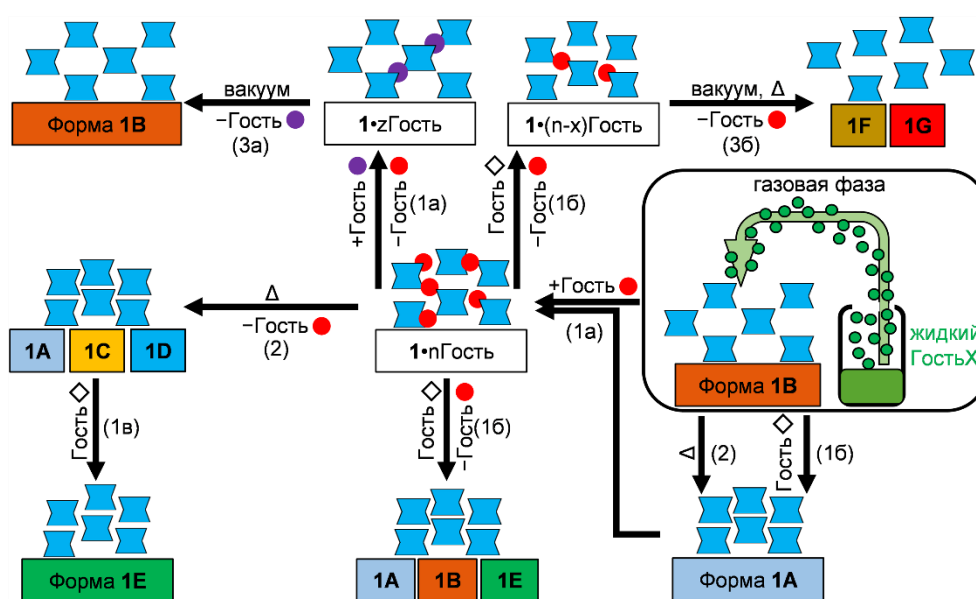 вакуум
−Гость
(3а)
Форма 1B
1•zГость
1•(n-x)Гость
вакуум, Δ
−Гость
(3б)
1F
1G
+Гость
−Гость
(1а)
Гость
−Гость
(1б)
газовая фаза
жидкий
ГостьX
Форма 1B
Δ
−Гость
(2)
+Гость
(1а)
1A
1C
1D
1•nГость
Гость
(1в)
Гость
−Гость
(1б)
Δ
(2)
Гость
(1б)
Форма 1E
1A
1B
1E
Форма 1A